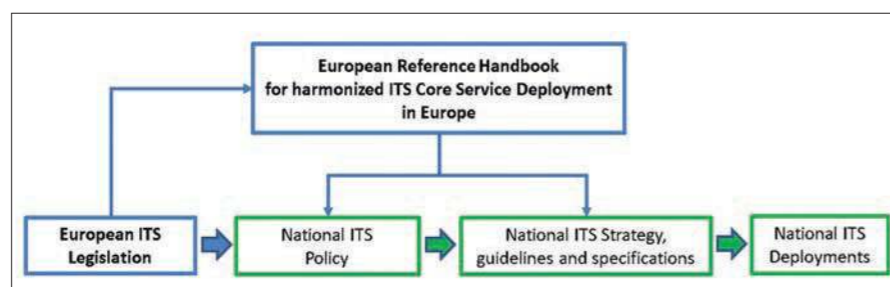 European Reference Handbook
for harmonized ITS Core Service Deployment
in Europe
European ITS
Legislation
National ITS
Policy
National ITS Strategy,
guidelines and specifications
National ITS
Deployments